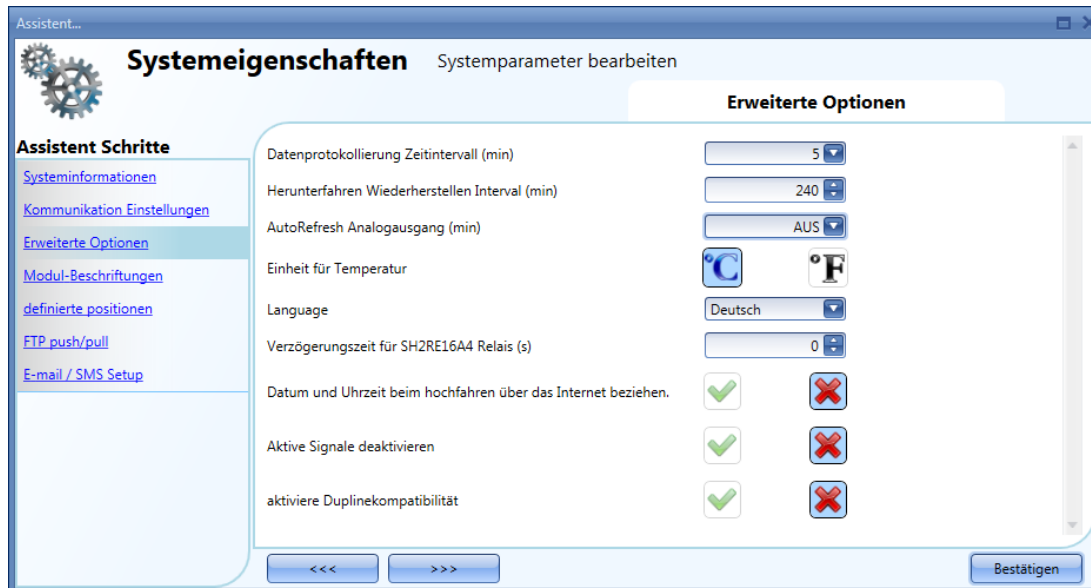 Assistent...
Systemeigenschaften Systemparameter bearbeiten
Erweiterte Optionen
Assistent Schritte
Systeminformationen
Kommunikation Einstellungen
Erweiterte Optionen
Modul-Beschriftungen
definierte positionen
FTP push/pull
E-mail / SMS Setup
Datenprotokollierung Zeitintervall (min) 5
Herunterfahren Wiederherstellen Interval (min) 240
AutoRefresh Analogausgang (min) AUS
Einheit für Temperatur °C °F
Language Deutsch
Verzögerungszeit für SH2RE16A4 Relais (s) 0
Datum und Uhrzeit beim hochfahren über das Internet beziehen.
Aktive Signale deaktivieren
aktiviere Duplinekompatibilität
<<< >>> Bestätigen